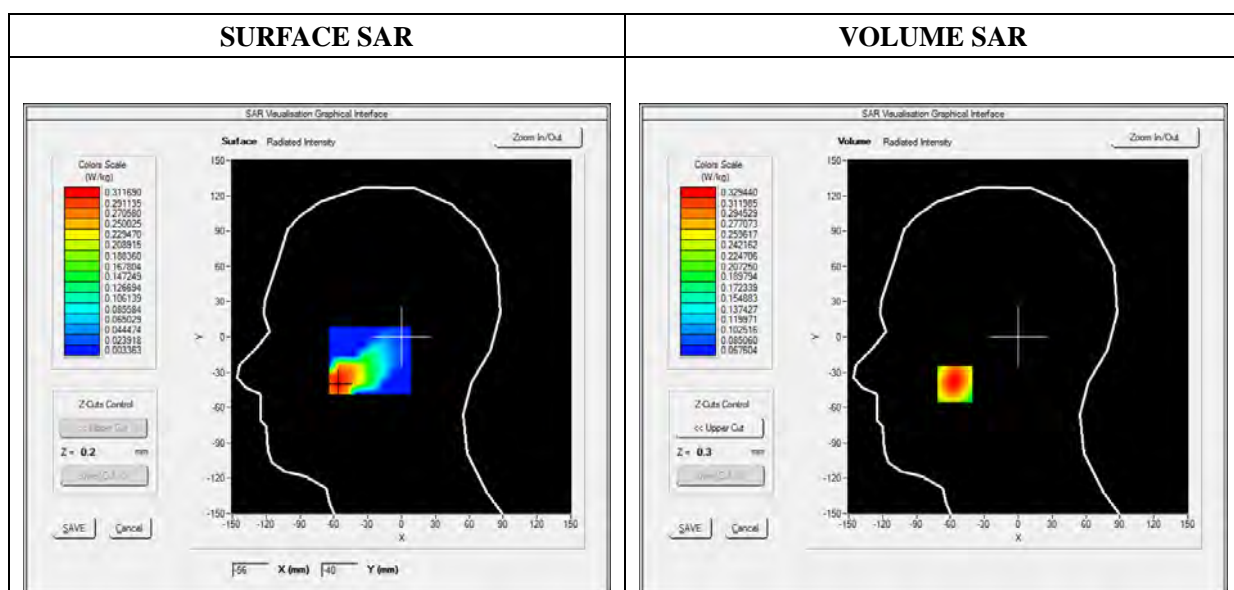 SURFACE SAR
VOLUME SAR
SAR Visualisation Graphical Interface
Surface Radiated Intensity
Zoom In/Out
Colors Scale
(W/kg)
0.311690
0.291135
0.270580
0.250025
0.229470
0.208915
0.188360
0.167804
0.147249
0.126694
0.106139
0.085584
0.065029
0.044474
0.023918
0.003363
Z-Cuts Control
<< Upper Cut
Z = 0.2 mm
SAVE Cancel
150
120
90
60
30
0
-30
-60
-90
-120
-150
Y
-150 -120 -90 -60 -30 0 30 60 90 120 150
X
-56 X (mm) -40 Y (mm)
SAR Visualisation Graphical Interface
Volume Radiated Intensity
Zoom In/Out
Colors Scale
(W/kg)
0.329440
0.311985
0.294529
0.277073
0.259617
0.242162
0.224706
0.207250
0.189794
0.172339
0.154883
0.137427
0.119971
0.102516
0.085060
0.067604
Z-Cuts Control
<< Upper Cut
Z = 0.3 mm
SAVE Cancel
150
120
90
60
30
0
-30
-60
-90
-120
-150
Y
-150 -120 -90 -60 -30 0 30 60 90 120 150
X